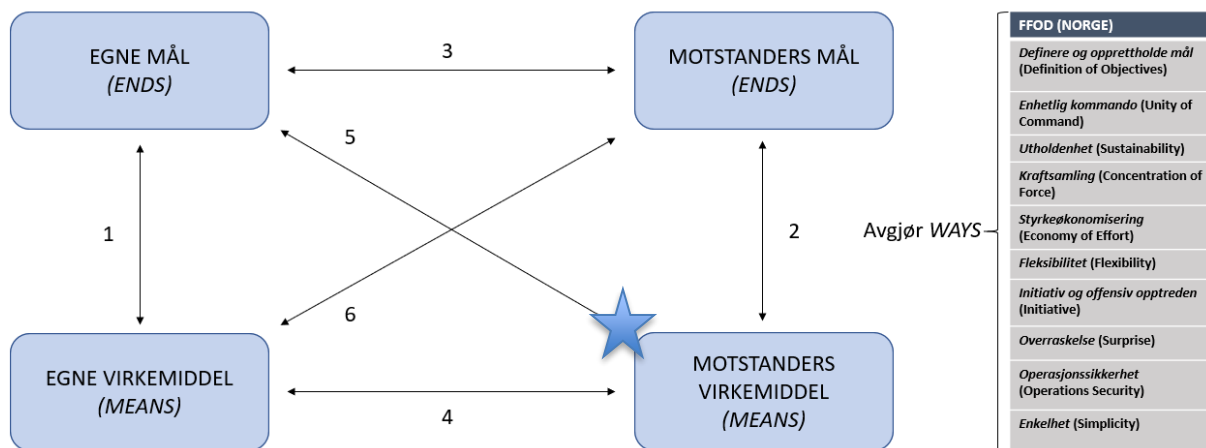 EGNE MÅL
(ENDS)
3
MOTSTANDERS MÅL
(ENDS)
5
1
2
6
EGNE VIRKEMIDDEL
(MEANS)
4
MOTSTANDERS
VIRKEMIDDEL
(MEANS)
Avgjør WAYS
FFOD (NORGE)
Definere og opprettholde mål
(Definition of Objectives)
Enhetlig kommando (Unity of
Command)
Utholdenhet (Sustainability)
Kraftsamling (Concentration of
Force)
Styrkeøkonomisering
(Economy of Effort)
Fleksibilitet (Flexibility)
Initiativ og offensiv opptreden
(Initiative)
Overraskelse (Surprise)
Operasjonssikkerhet
(Operations Security)
Enkelhet (Simplicity)